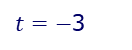 t = −3